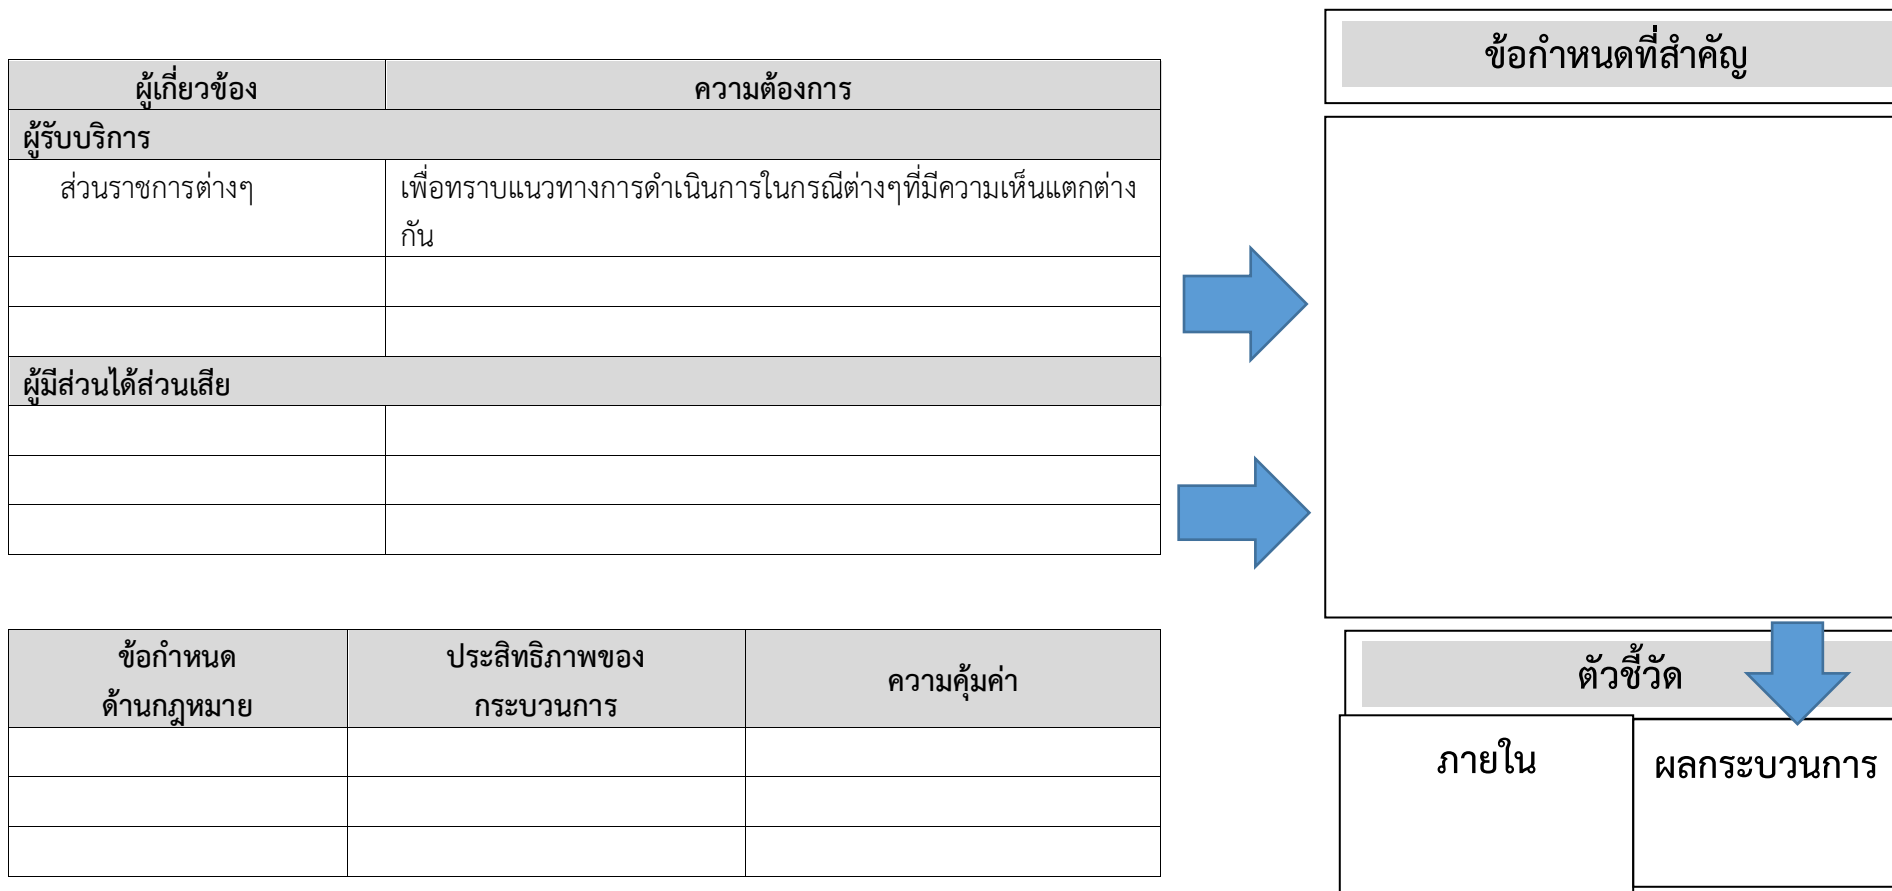 ข้อกำหนดที่สำคัญ
ผู้เกี่ยวข้อง ความต้องการ
ผู้รับบริการ
ส่วนราชการต่างๆ เพื่อทราบแนวทางการดำเนินการในกรณีต่างๆที่มีความเห็นแตกต่าง
กัน
ผู้มีส่วนได้ส่วนเสีย
ข้อกำหนด
ด้านกฎหมาย
ประสิทธิภาพของ
กระบวนการ
ความคุ้มค่า
ตัวชี้วัด
ภายใน
ผลกระบวนการ